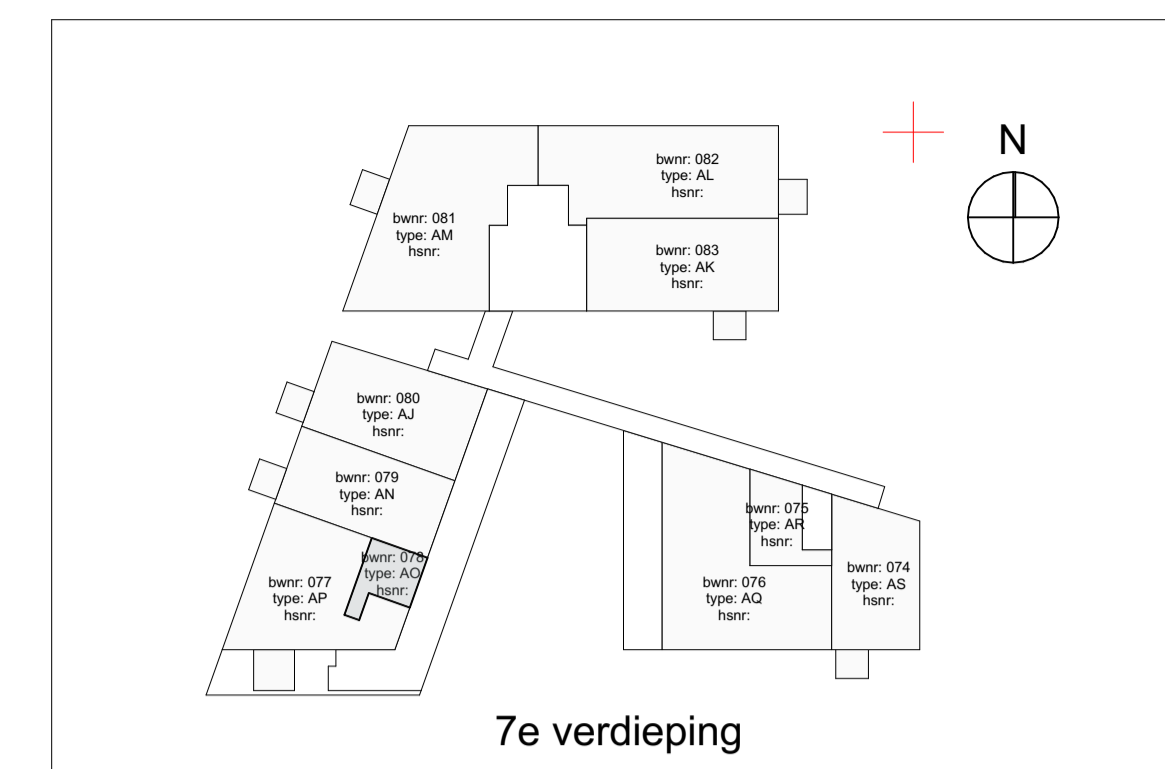 N
bwnr: 082
type: AL
hsnr:
bwnr: 081
type: AM
hsnr:
bwnr: 083
type: AK
hsnr:
bwnr: 080
type: AJ
hsnr:
bwnr: 079
type: AN
hsnr:
bwnr: 078
type: AO
hsnr:
bwnr: 077
type: AP
hsnr:
bwnr: 075
type: AR
hsnr:
bwnr: 076
type: AQ
hsnr:
bwnr: 074
type: AS
hsnr:
7e verdieping